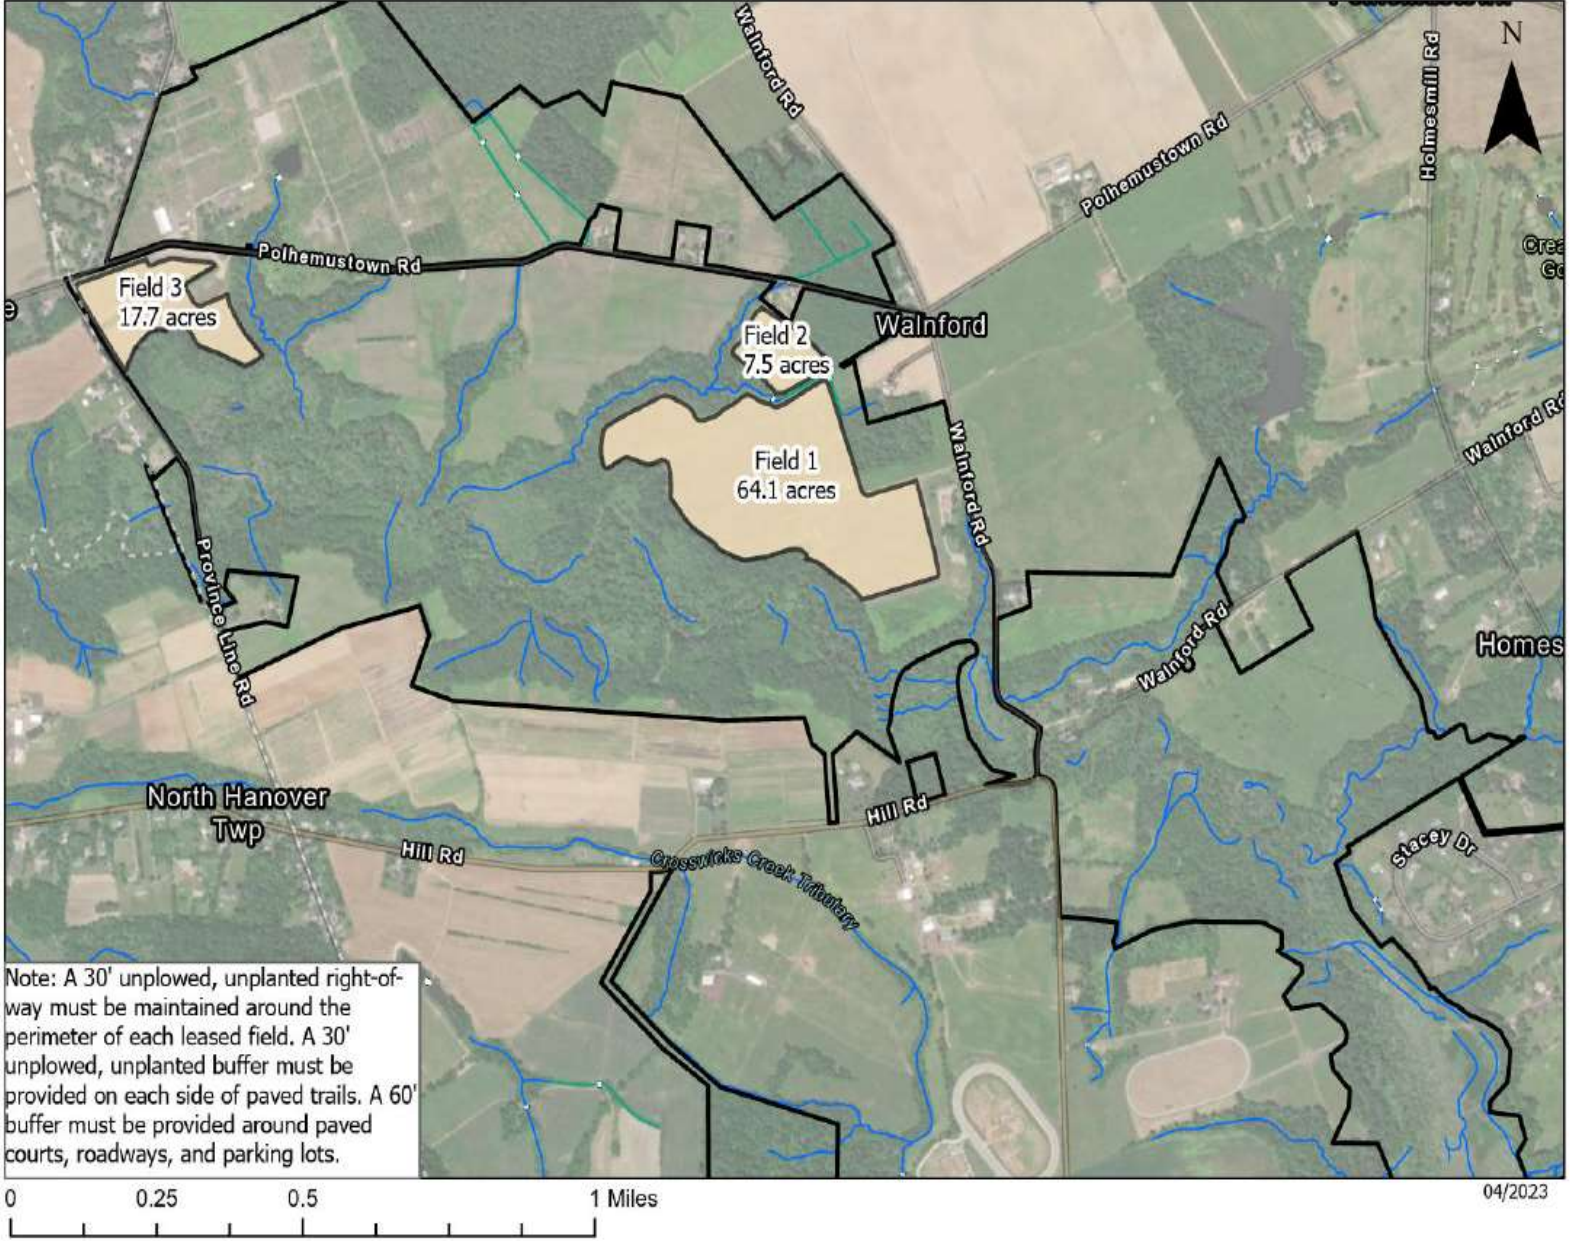 N
Walnford Rd
Holmesmill Rd
Polhemustown Rd
Polhemustown Rd
Field 3
17.7 acres
Field 2
7.5 acres
Walnford
Walnford Rd
Field 1
64.1 acres
Walnford Rd
Province Line Rd
Walnford Rd
Homes
North Hanover
Twp
Hill Rd
Hill Rd
Crosswicks Creek Tributary
Stacey Dr
Note: A 30' unplowed, unplanted right-of-
way must be maintained around the
perimeter of each leased field. A 30'
unplowed, unplanted buffer must be
provided on each side of paved trails. A 60'
buffer must be provided around paved
courts, roadways, and parking lots.
0 0.25 0.5 1 Miles
04/2023